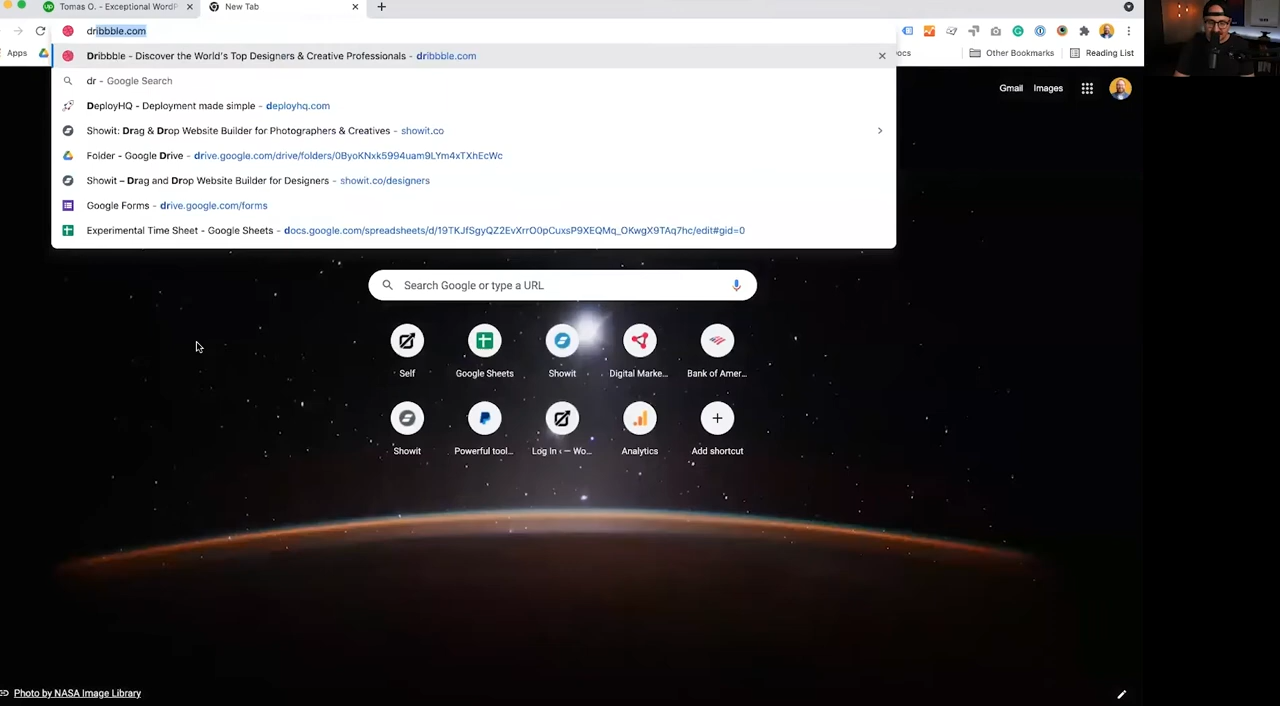 Tomas O. - Exceptional WordP
New Tab
dribbble.com
Apps
ocs
Other Bookmarks
Reading List
Dribbble - Discover the World's Top Designers & Creative Professionals - dribbble.com
dr - Google Search
DeployHQ - Deployment made simple - deployhq.com
Showit: Drag & Drop Website Builder for Photographers & Creatives - showit.co
Folder - Google Drive - drive.google.com/drive/folders/0ByoKNxk5994uam9LYm4xTXhEcWc
Showit – Drag and Drop Website Builder for Designers - showit.co/designers
Google Forms - drive.google.com/forms
Experimental Time Sheet - Google Sheets - docs.google.com/spreadsheets/d/19TKJfSgyQZ2EvXrrO0pCuxsP9XEQMq_OKwgX9TAq7hc/edit#gid=0
Gmail
Images
Search Google or type a URL
Self
Google Sheets
Showit
Digital Marke...
Bank of Amer...
Showit
Powerful tool...
Log In ‹ — Wo...
Analytics
Add shortcut
Photo by NASA Image Library